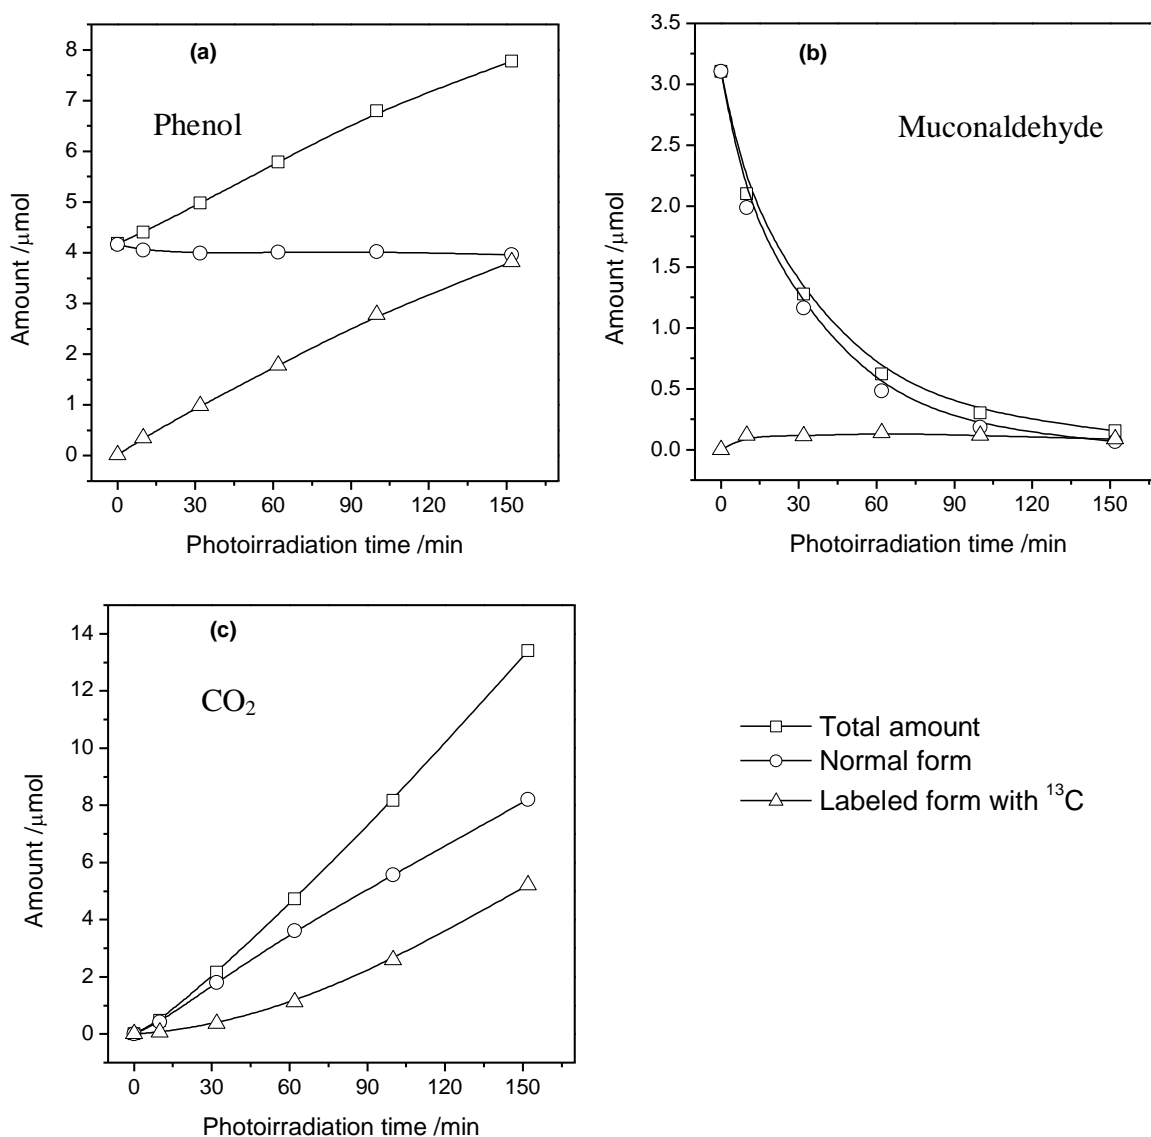 (a)
Phenol
8
7
6
5
4
3
2
1
0
Amount /μmol
0 30 60 90 120 150
Photoirradiation time /min
(b)
Muconaldehyde
3.5
3.0
2.5
2.0
1.5
1.0
0.5
0.0
Amount /μmol
0 30 60 90 120 150
Photoirradiation time /min
(c)
CO₂
14
12
10
8
6
4
2
0
Amount /μmol
0 30 60 90 120 150
Photoirradiation time /min
Total amount
Normal form
Labeled form with ¹³C